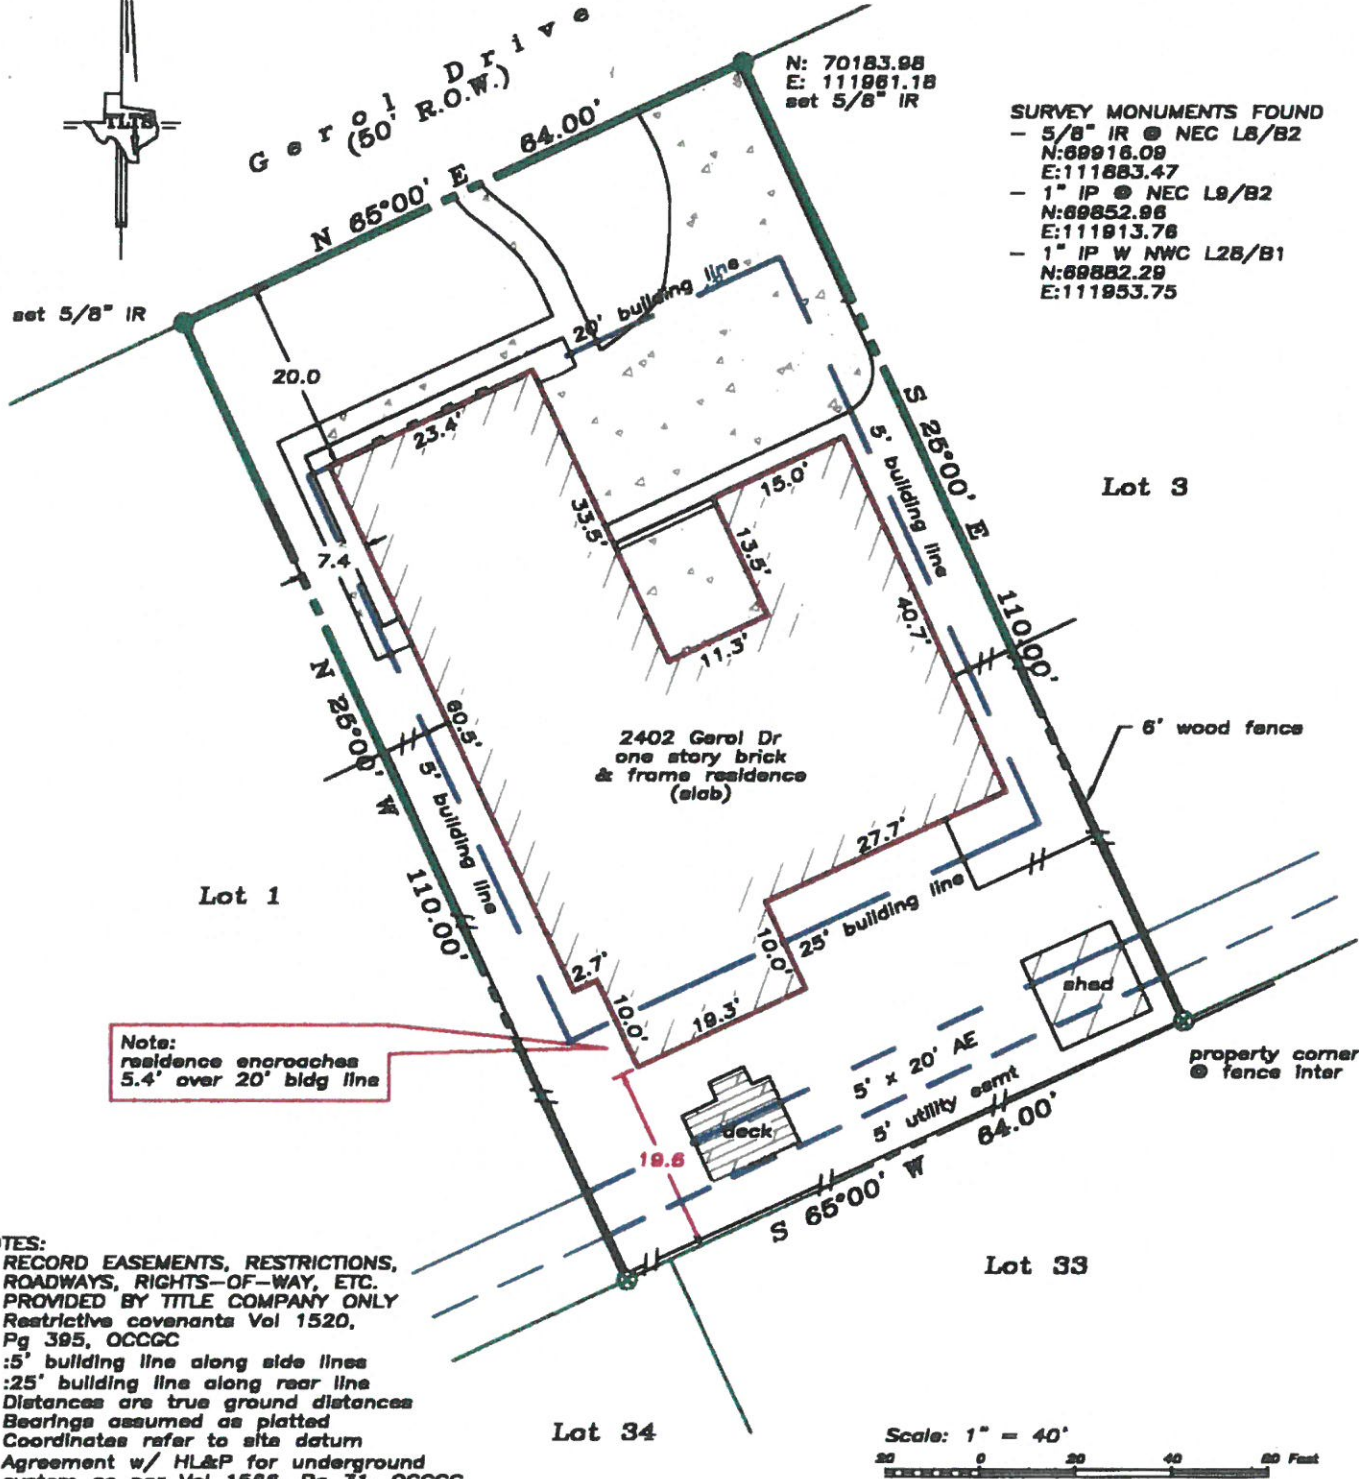 TLTS
Gerol Drive
(50' R.O.W.)
N 65°00' E 64.00'
N: 70183.98
E: 111961.18
set 5/8" IR
SURVEY MONUMENTS FOUND
- 5/8" IR @ NEC L8/B2
N:69916.09
E:111883.47
- 1" IP @ NEC L9/B2
N:69852.96
E:111913.76
- 1" IP W NWC L28/B1
N:69882.29
E:111953.75
set 5/8" IR
20.0
20' building line
23.4'
33.5'
15.0'
13.5'
11.3'
7.4
5' building line
S 25°00' E 110.00'
Lot 3
40.7'
60.5'
N 25°00' W 110.00'
5' building line
2402 Gerol Dr
one story brick
& frame residence
(slab)
6' wood fence
27.7'
25' building line
10.0'
Lot 1
2.7'
10.0'
19.3'
shed
Note:
residence encroaches
5.4' over 20' bldg line
property corner
@ fence inter
5' x 20' AE
5' utility esmt
deck
19.6
S 65°00' W 64.00'
Lot 33
Lot 34
TES:
RECORD EASEMENTS, RESTRICTIONS,
ROADWAYS, RIGHTS-OF-WAY, ETC.
PROVIDED BY TITLE COMPANY ONLY
Restrictive covenants Vol 1520,
Pg 395, OCCGC
:5' building line along side lines
:25' building line along rear line
Distances are true ground distances
Bearings assumed as platted
Coordinates refer to site datum
Agreement w/ HL&P for underground
Scale: 1" = 40'
20 0 20 60 Feet